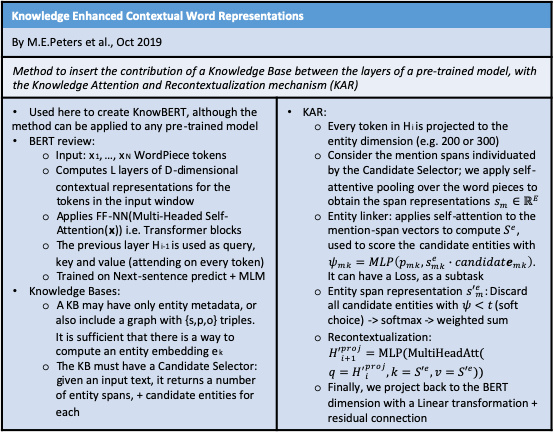 Knowledge Enhanced Contextual Word Representations
By M.E.Peters et al., Oct 2019
Method to insert the contribution of a Knowledge Base between the layers of a pre-trained model, with
the Knowledge Attention and Recontextualization mechanism (KAR)
• Used here to create KnowBERT, although the
method can be applied to any pre-trained model
• BERT review:
o Input: x₁, ..., x_N WordPiece tokens
o Computes L layers of D-dimensional
contextual representations for the
tokens in the input window
o Applies FF-NN(Multi-Headed Self-
Attention(x)) i.e. Transformer blocks
o The previous layer H_{i-1} is used as query,
key and value (attending on every token)
o Trained on Next-sentence predict + MLM
• Knowledge Bases:
o A KB may have only entity metadata, or
also include a graph with {s,p,o} triples.
It is sufficient that there is a way to
compute an entity embedding e_k
o The KB must have a Candidate Selector:
given an input text, it returns a number
of entity spans, + candidate entities for
each
• KAR:
o Every token in H_i is projected to the
entity dimension (e.g. 200 or 300)
o Consider the mention spans individuated
by the Candidate Selector; we apply self-
attentive pooling over the word pieces to
obtain the span representations s_m ∈ ℝ^E
o Entity linker: applies self-attention to the
mention-span vectors to compute S^e,
used to score the candidate entities with
ψ_{mk} = MLP(p_{mk}, s^e_{mk} · candidate e_{mk}).
It can have a Loss, as a subtask
o Entity span representation s'^e_m: Discard
all candidate entities with ψ < t (soft
choice) -> softmax -> weighted sum
o Recontextualization:
H'^{proj}_{i+1} = MLP(MultiHeadAtt(
q = H'^{proj}_i, k = S'^e, v = S'^e))
o Finally, we project back to the BERT
dimension with a Linear transformation +
residual connection